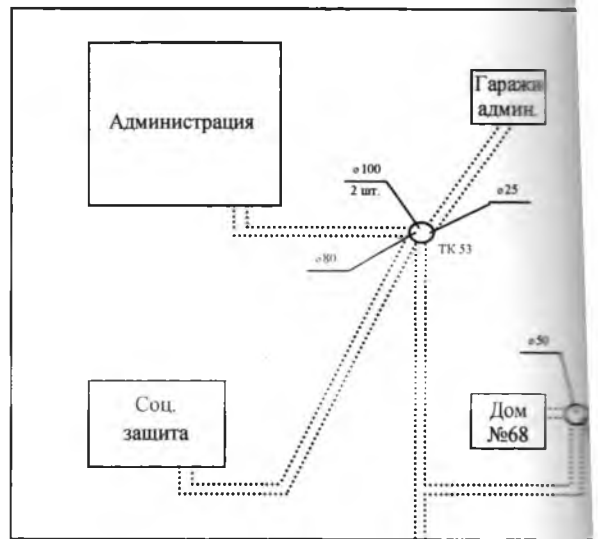 Администрация
Гаражи
админ.
ø100
2 шт.
ø25
ø80
ТК 53
ø50
Соц.
защита
Дом
№68